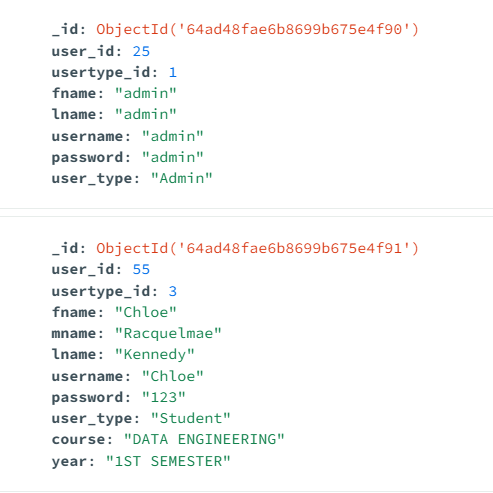 _id: ObjectId('64ad48fae6b8699b675e4f90')
user_id: 25
usertype_id: 1
fname: "admin"
lname: "admin"
username: "admin"
password: "admin"
user_type: "Admin"
_id: ObjectId('64ad48fae6b8699b675e4f91')
user_id: 55
usertype_id: 3
fname: "Chloe"
mname: "Racquelmae"
lname: "Kennedy"
username: "Chloe"
password: "123"
user_type: "Student"
course: "DATA ENGINEERING"
year: "1ST SEMESTER"